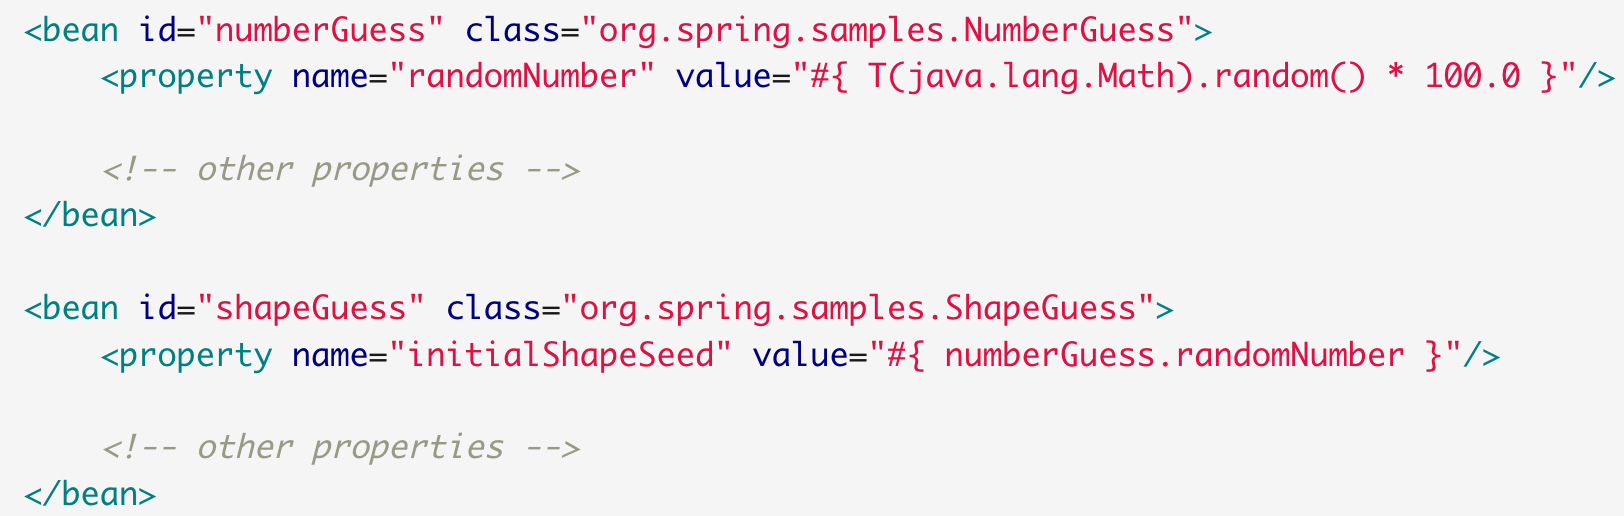 <bean id="numberGuess" class="org.spring.samples.NumberGuess">
    <property name="randomNumber" value="#{ T(java.lang.Math).random() * 100.0 }"/>

    <!-- other properties -->
</bean>

<bean id="shapeGuess" class="org.spring.samples.ShapeGuess">
    <property name="initialShapeSeed" value="#{ numberGuess.randomNumber }"/>

    <!-- other properties -->
</bean>